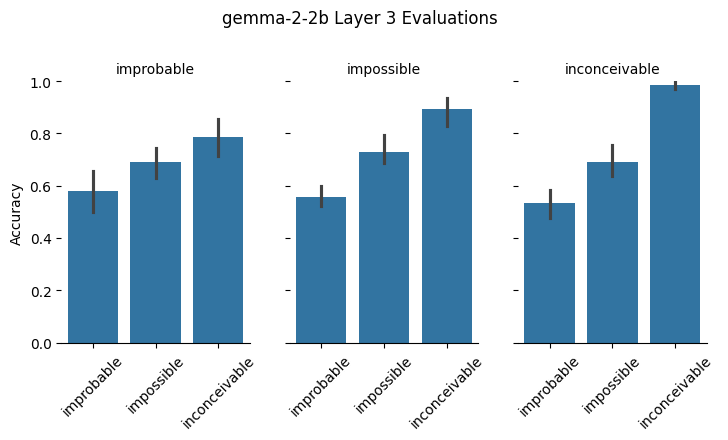 gemma-2-2b Layer 3 Evaluations
improbable
impossible
inconceivable
Accuracy
1.0
0.8
0.6
0.4
0.2
0.0
improbable
impossible
inconceivable
improbable
impossible
inconceivable
improbable
impossible
inconceivable